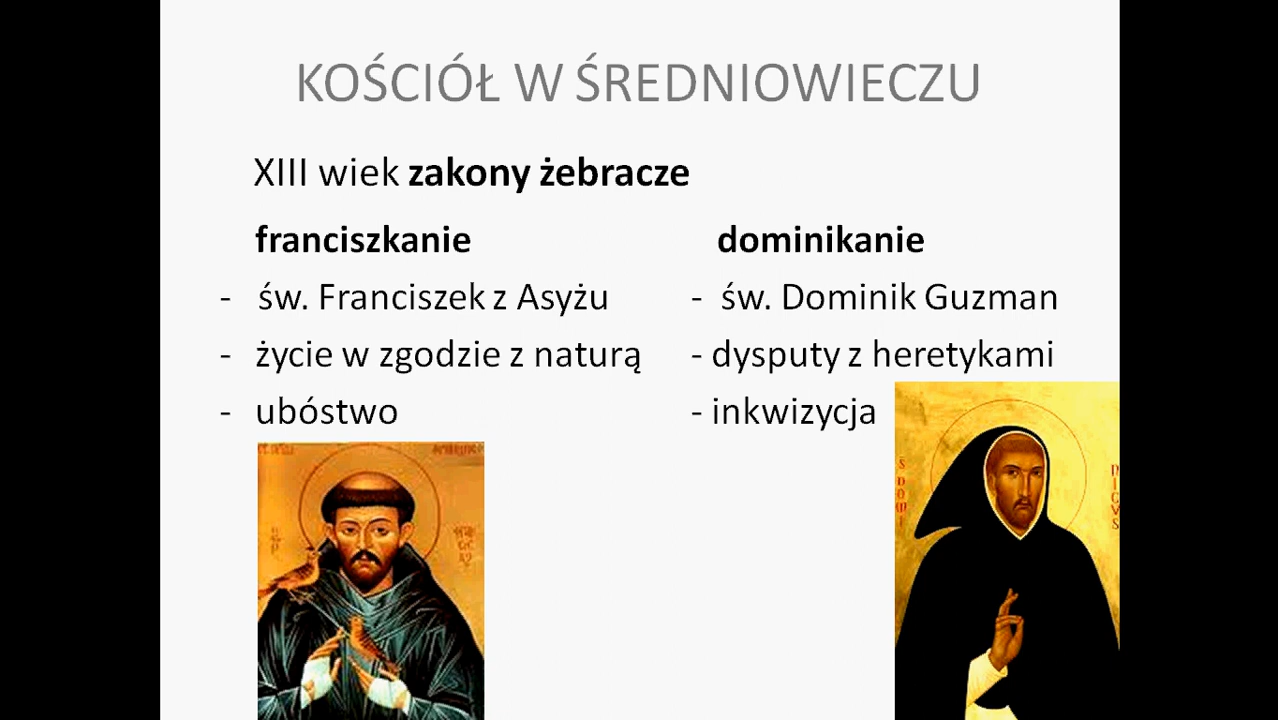 KOŚCIÓŁ W ŚREDNIOWIECZU
XIII wiek zakony żebracze
franciszkanie
- św. Franciszek z Asyżu
- życie w zgodzie z naturą
- ubóstwo
dominikanie
- św. Dominik Guzman
- dysputy z heretykami
- inkwizycja